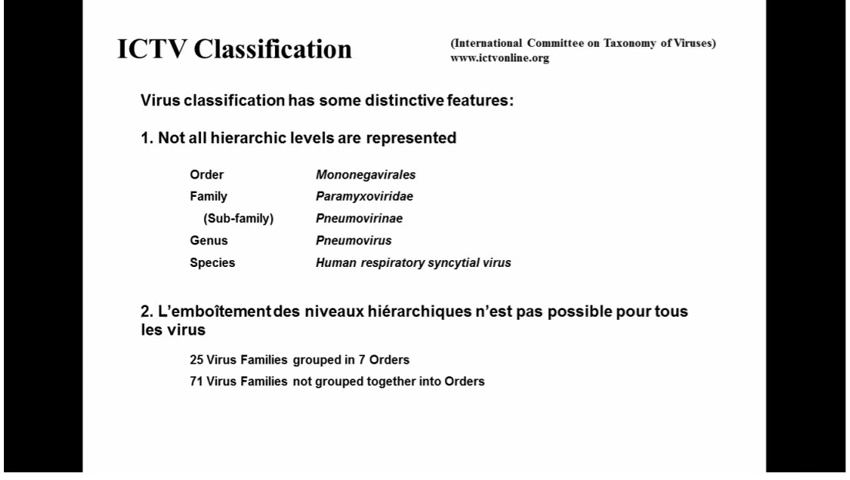 ICTV Classification
(International Committee on Taxonomy of Viruses)
www.ictvonline.org
Virus classification has some distinctive features:
1. Not all hierarchic levels are represented
Order Mononegavirales
Family Paramyxoviridae
(Sub-family) Pneumovirinae
Genus Pneumovirus
Species Human respiratory syncytial virus
2. L'emboîtement des niveaux hiérarchiques n'est pas possible pour tous
les virus
25 Virus Families grouped in 7 Orders
71 Virus Families not grouped together into Orders